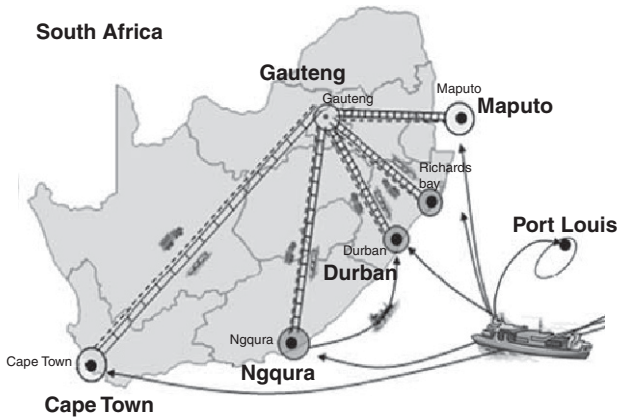 South Africa
Gauteng
Gauteng
Maputo
Maputo
Richards
bay
Port Louis
Durban
Durban
Ngqura
Ngqura
Cape Town
Cape Town